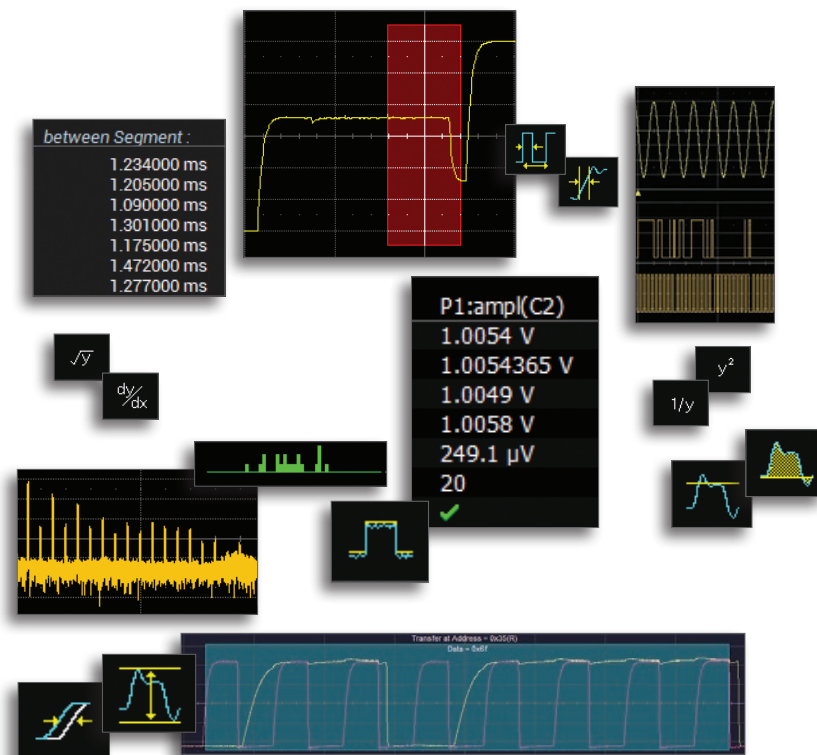 between Segment :
1.234000 ms
1.205000 ms
1.090000 ms
1.301000 ms
1.175000 ms
1.472000 ms
1.277000 ms
P1:ampl(C2)
1.0054 V
1.0054365 V
1.0049 V
1.0058 V
249.1 µV
20
√y
dy/dx
y²
1/y
Transfer at Address = 0x35(R)
Data = 0x6f